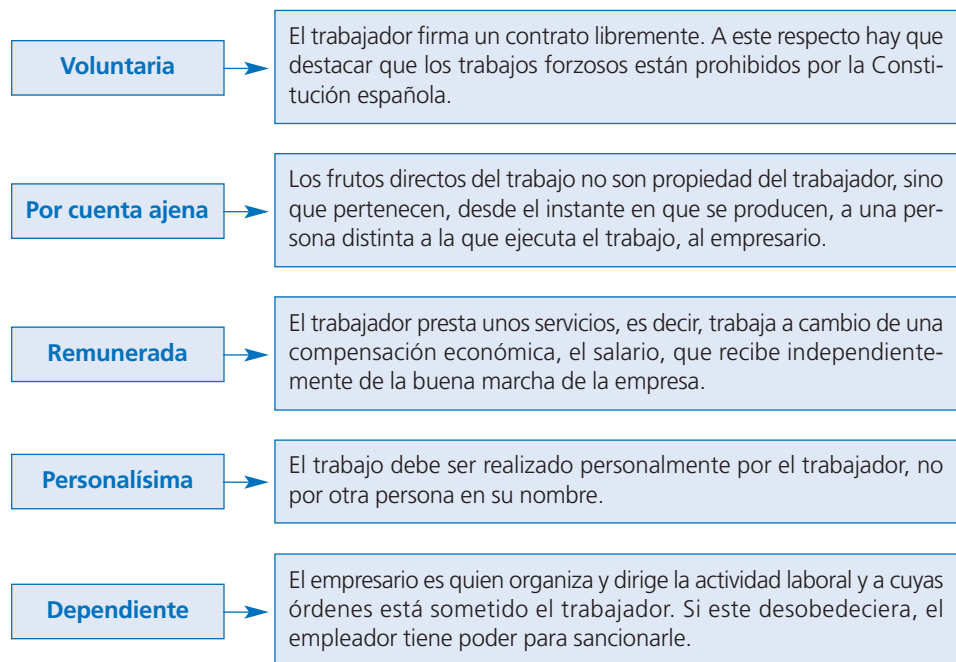 Voluntaria
El trabajador firma un contrato libremente. A este respecto hay que
destacar que los trabajos forzosos están prohibidos por la Consti-
tución española.
Por cuenta ajena
Los frutos directos del trabajo no son propiedad del trabajador, sino
que pertenecen, desde el instante en que se producen, a una per-
sona distinta a la que ejecuta el trabajo, al empresario.
Remunerada
El trabajador presta unos servicios, es decir, trabaja a cambio de una
compensación económica, el salario, que recibe independiente-
mente de la buena marcha de la empresa.
Personalísima
El trabajo debe ser realizado personalmente por el trabajador, no
por otra persona en su nombre.
Dependiente
El empresario es quien organiza y dirige la actividad laboral y a cuyas
órdenes está sometido el trabajador. Si este desobedeciera, el
empleador tiene poder para sancionarle.